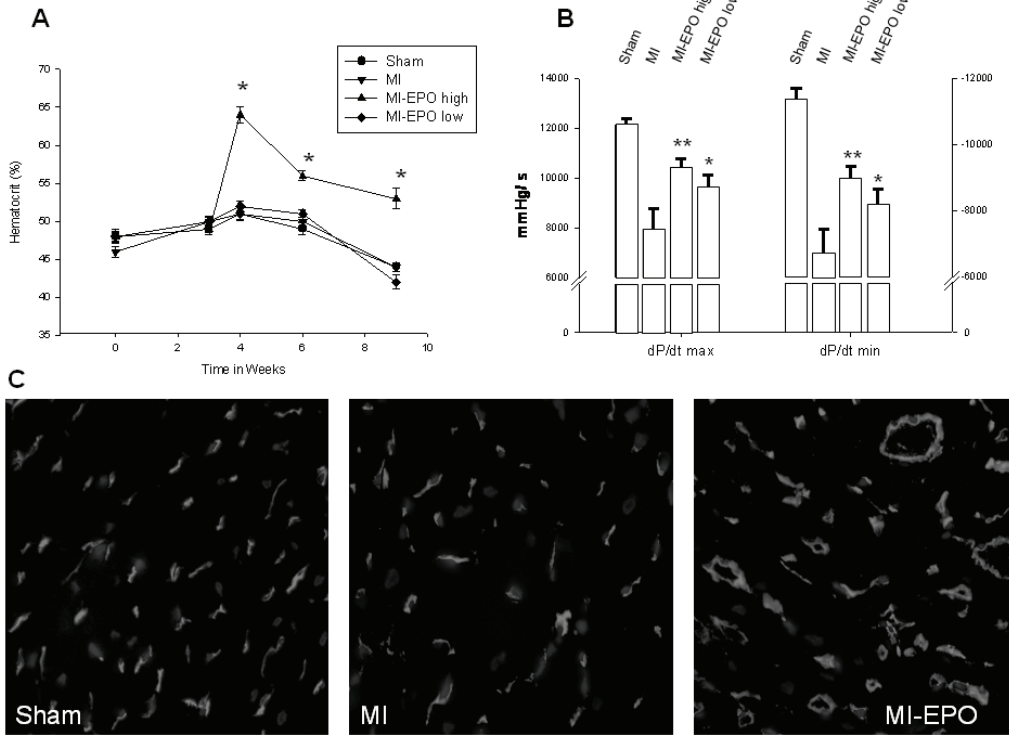 A
Hematocrit (%)
70
65
60
55
50
45
40
35
0
2
4
6
8
10
Time in Weeks
Sham
MI
MI-EPO high
MI-EPO low
*
*
*
B
Sham
MI
MI-EPO high
MI-EPO low
Sham
MI
MI-EPO high
MI-EPO low
mmHg/ s
14000
12000
10000
8000
6000
0
**
*
**
*
-12000
-10000
-8000
-6000
0
dP/dt max
dP/dt min
C
Sham
MI
MI-EPO